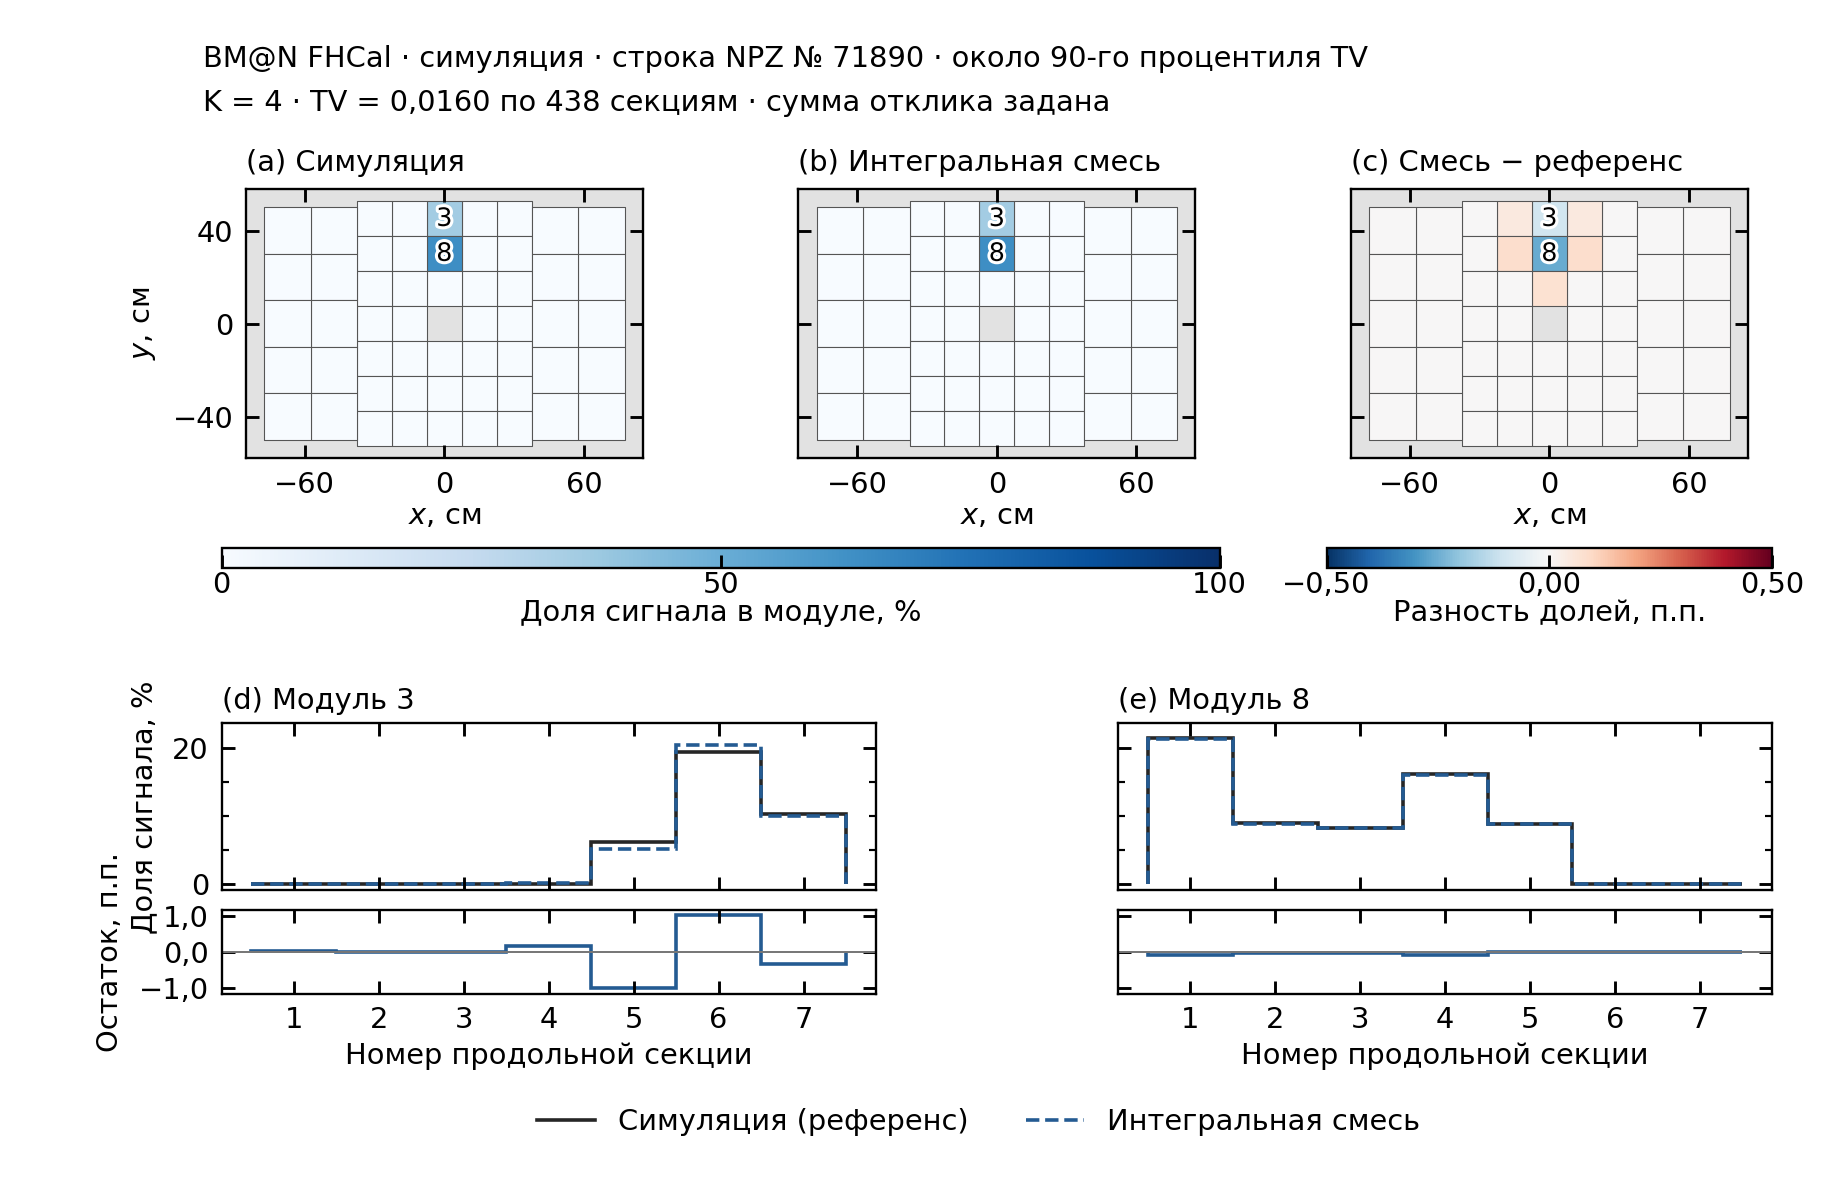 BM@N FHCal · симуляция · строка NPZ № 71890 · около 90-го процентиля TV
K = 4 · TV = 0,0160 по 438 секциям · сумма отклика задана
(a) Симуляция
(b) Интегральная смесь
(c) Смесь − референс
3
8
3
8
3
8
40
0
−40
y, см
−60 0 60
x, см
−60 0 60
x, см
−60 0 60
x, см
0 50 100
Доля сигнала в модуле, %
−0,50 0,00 0,50
Разность долей, п.п.
(d) Модуль 3
(e) Модуль 8
Доля сигнала, %
20
0
Остаток, п.п.
1,0
0,0
−1,0
1 2 3 4 5 6 7
Номер продольной секции
1 2 3 4 5 6 7
Номер продольной секции
Симуляция (референс)
Интегральная смесь